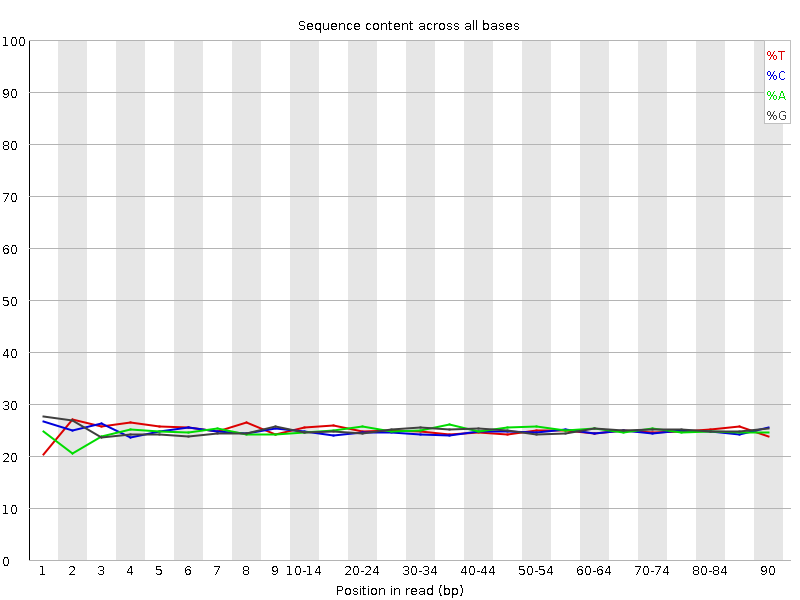 Sequence content across all bases
100
90
80
70
60
50
40
30
20
10
0
%T
%C
%A
%G
1 2 3 4 5 6 7 8 9 10-14 20-24 30-34 40-44 50-54 60-64 70-74 80-84 90
Position in read (bp)